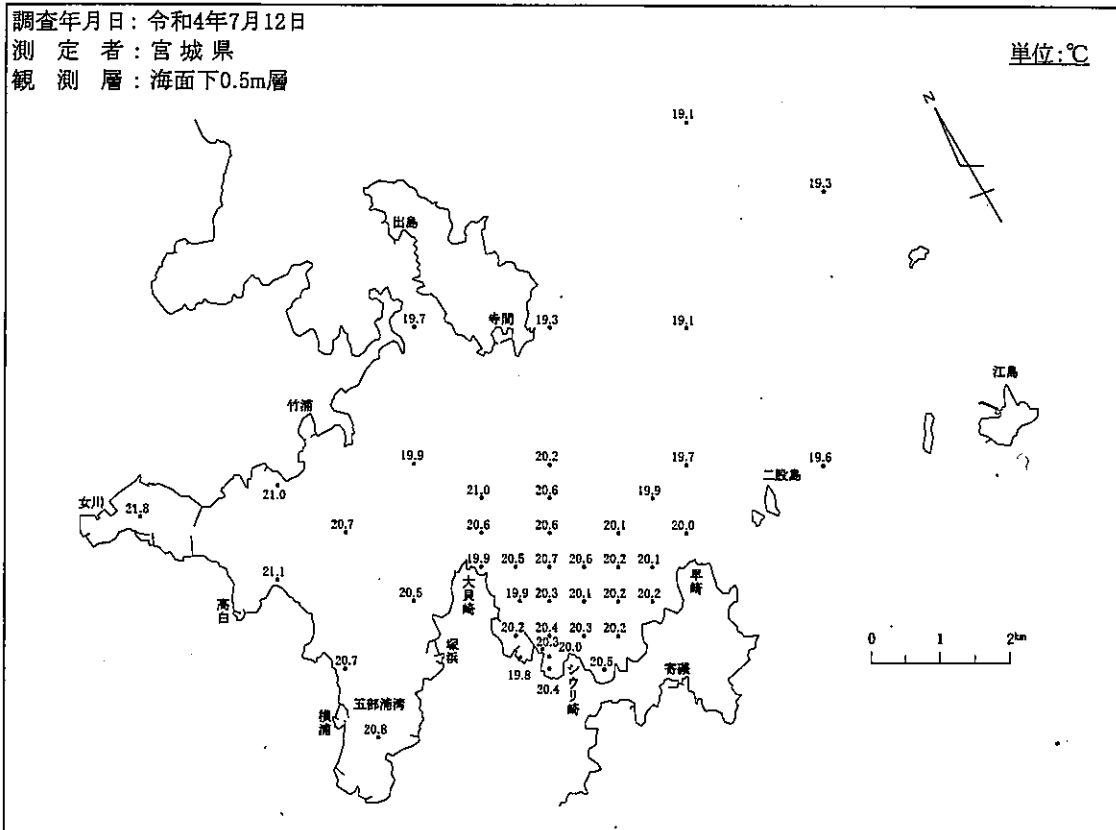 調査年月日：令和4年7月12日
測 定 者：宮城県
観 測 層：海面下0.5m層
単位：℃
19.1
N
19.3
出島
19.7
寺間
19.3
19.1
江島
竹浦
19.9
20.2
19.7
19.6
二股島
21.0
21.0
20.6
19.9
女川
21.8
20.7
20.6
20.6
20.1
20.0
19.9
20.5
20.7
20.6
20.2
20.1
早崎
21.1
大貝崎
高白
20.5
19.9
20.3
20.1
20.2
20.2
20.2
20.4
20.3
20.2
塚浜
20.3
20.0
20.7
19.8
20.4
シウリ崎
20.5
寄磯
0 1 2km
五部浦湾
横浦
20.8